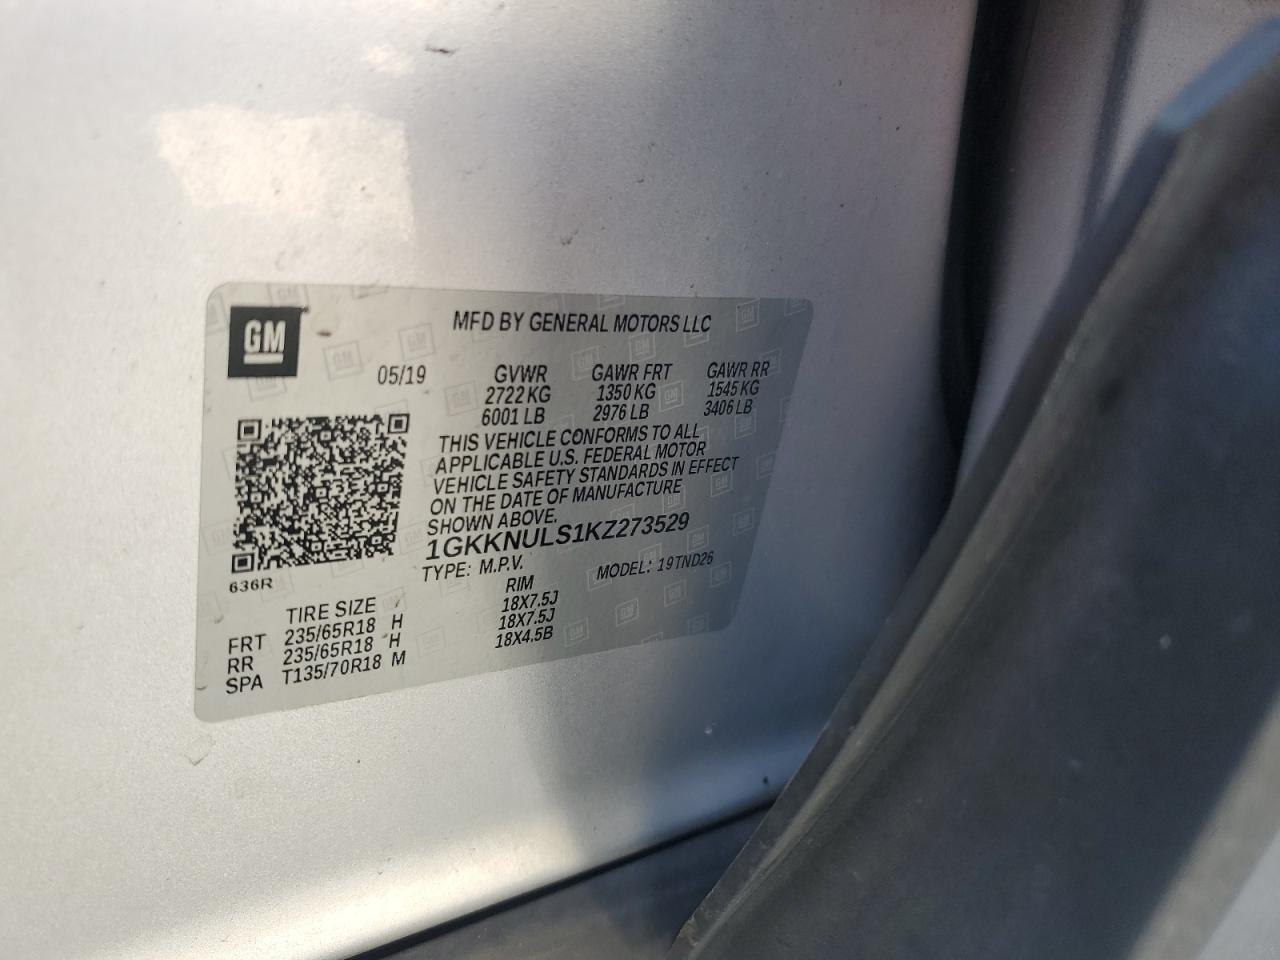 GM
MFD BY GENERAL MOTORS LLC
05/19 GVWR GAWR FRT GAWR RR
2722 KG 1350 KG 1545 KG
6001 LB 2976 LB 3406 LB
THIS VEHICLE CONFORMS TO ALL
APPLICABLE U.S. FEDERAL MOTOR
VEHICLE SAFETY STANDARDS IN EFFECT
ON THE DATE OF MANUFACTURE
SHOWN ABOVE.
1GKKNULS1KZ273529
TYPE: M.P.V. MODEL: 19TND26
636R
TIRE SIZE RIM
FRT 235/65R18 H 18X7.5J
RR 235/65R18 H 18X7.5J
SPA T135/70R18 M 18X4.5B